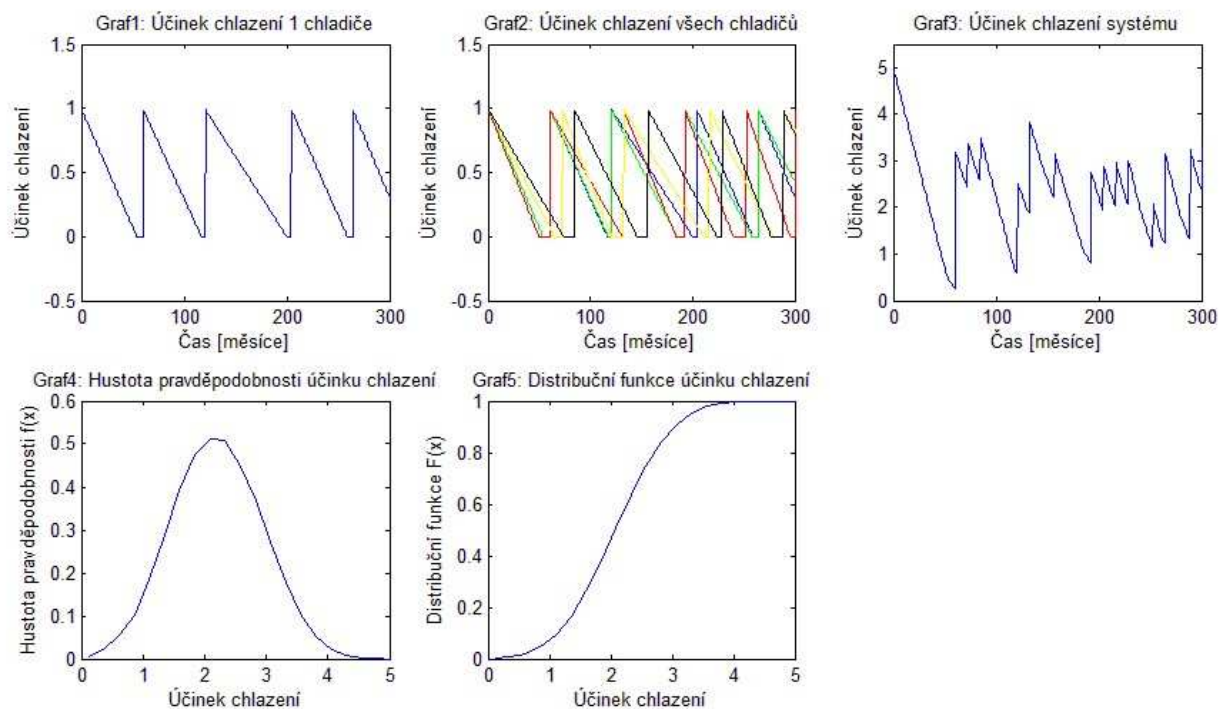 Graf1: Účinek chlazení 1 chladiče
1.5
1
0.5
0
-0.5
Účinek chlazení
0 100 200 300
Čas [měsíce]
Graf2: Účinek chlazení všech chladičů
1.5
1
0.5
0
-0.5
Účinek chlazení
0 100 200 300
Čas [měsíce]
Graf3: Účinek chlazení systému
5
4
3
2
1
0
Účinek chlazení
0 100 200 300
Čas [měsíce]
Graf4: Hustota pravděpodobnosti účinku chlazení
0.6
0.5
0.4
0.3
0.2
0.1
0
Hustota pravděpodobnosti f(x)
0 1 2 3 4 5
Účinek chlazení
Graf5: Distribuční funkce účinku chlazení
1
0.8
0.6
0.4
0.2
0
Distribuční funkce F(x)
0 1 2 3 4 5
Účinek chlazení